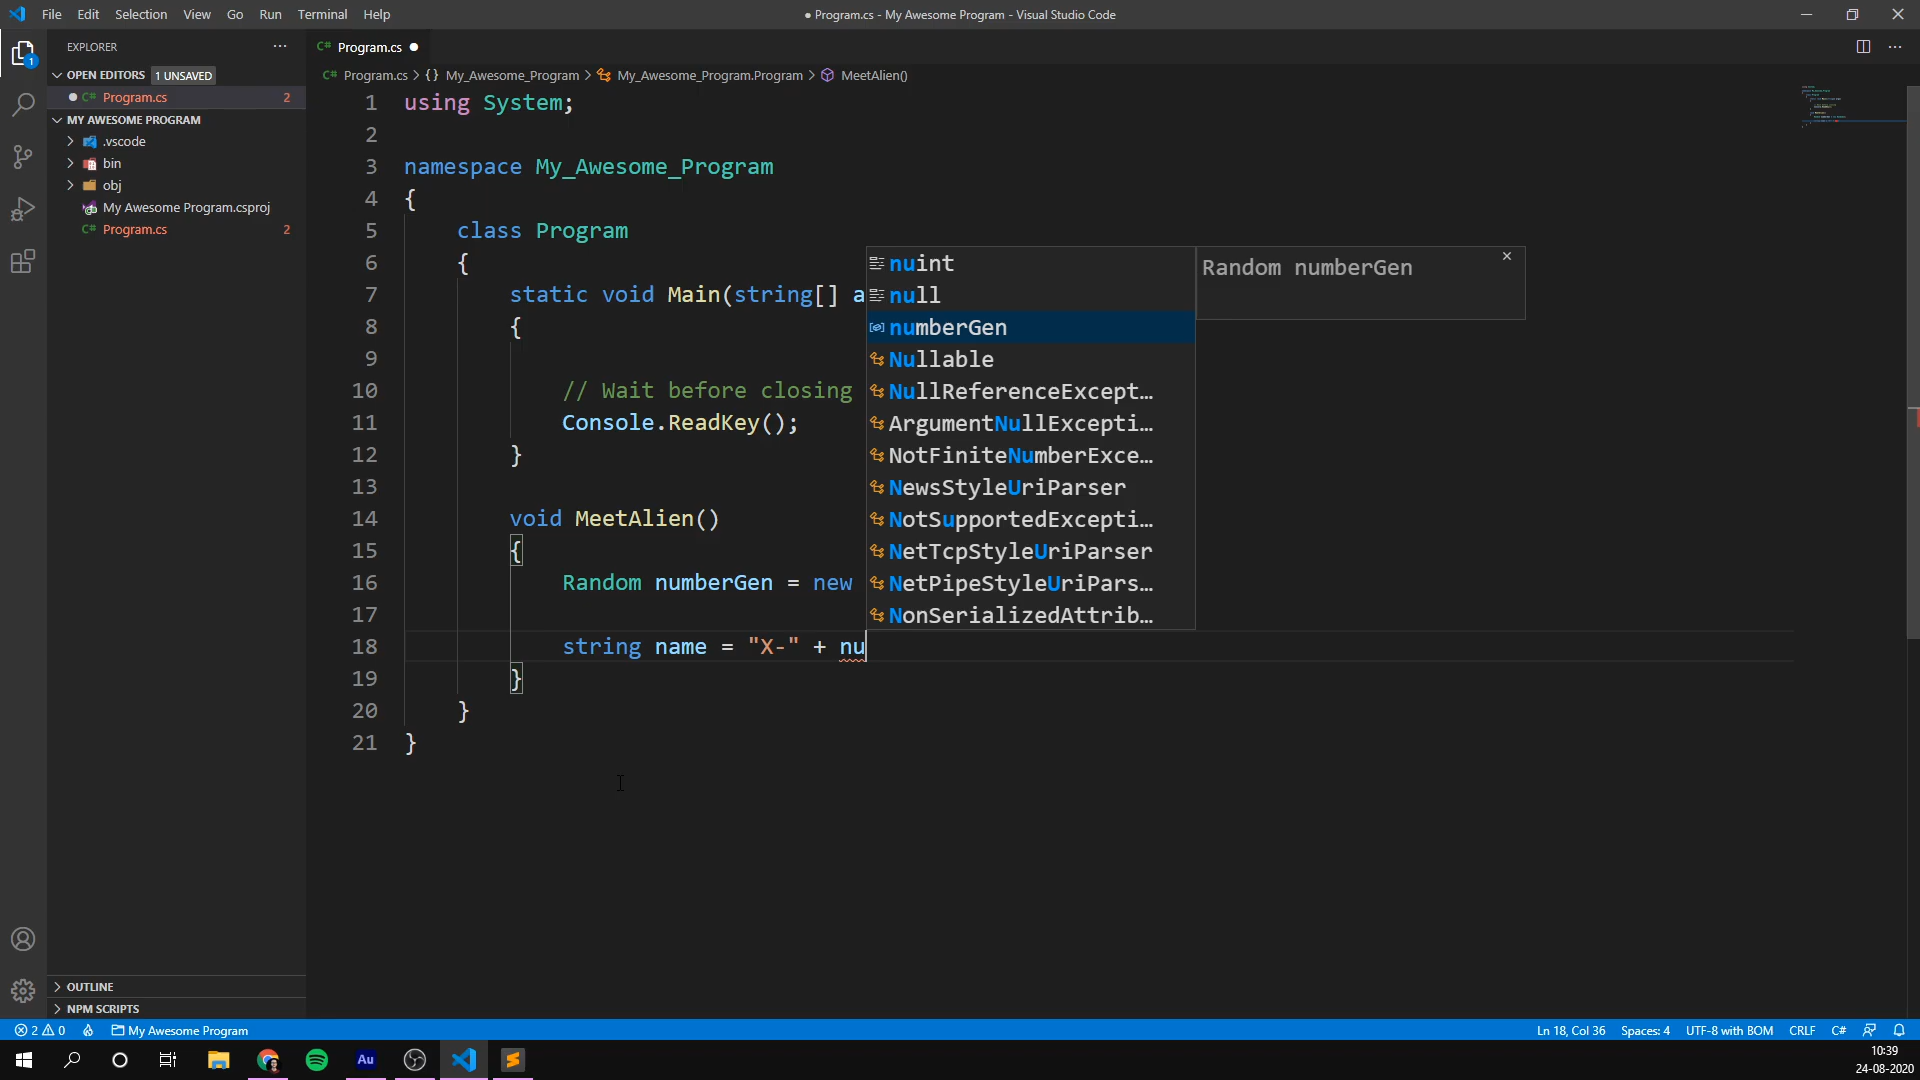 File Edit Selection View Go Run Terminal Help
● Program.cs - My Awesome Program - Visual Studio Code
EXPLORER
OPEN EDITORS 1 UNSAVED
C# Program.cs 2
MY AWESOME PROGRAM
.vscode
bin
obj
My Awesome Program.csproj
C# Program.cs 2
OUTLINE
NPM SCRIPTS
1
C# Program.cs
C# Program.cs > {} My_Awesome_Program > My_Awesome_Program.Program > MeetAlien()
1 using System;
2
3 namespace My_Awesome_Program
4 {
5 class Program
6 {
7 static void Main(string[] a
8 {
9
10 // Wait before closing
11 Console.ReadKey();
12 }
13
14 void MeetAlien()
15 {
16 Random numberGen = new
17
18 string name = "X-" + nu
19 }
20 }
21 }
nuint
null
numberGen
Nullable
NullReferenceExcept…
ArgumentNullExcepti…
NotFiniteNumberExce…
NewsStyleUriParser
NotSupportedExcepti…
NetTcpStyleUriParser
NetPipeStyleUriPars…
NonSerializedAttrib…
Random numberGen
2 0 My Awesome Program
Ln 18, Col 36 Spaces: 4 UTF-8 with BOM CRLF C#
Au
10:39
24-08-2020